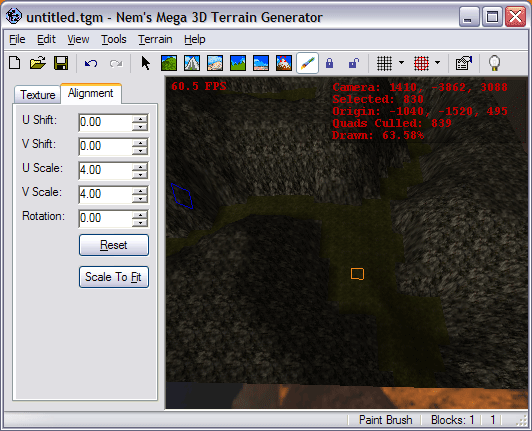 untitled.tgm - Nem's Mega 3D Terrain Generator
File Edit View Tools Terrain Help
Texture Alignment
U Shift: 0.00
V Shift: 0.00
U Scale: 4.00
V Scale: 4.00
Rotation: 0.00
Reset
Scale To Fit
60.5 FPS
Camera: 1410, -3862, 3088
Selected: 830
Origin: -1040, -1520, 495
Quads Culled: 839
Drawn: 63.58%
Paint Brush Blocks: 1 1